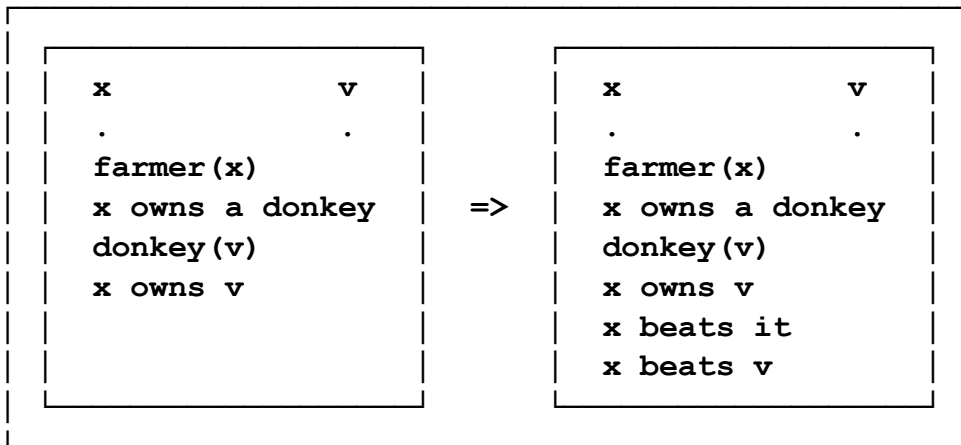 x v x v
. . . .
farmer(x) farmer(x)
x owns a donkey => x owns a donkey
donkey(v) donkey(v)
x owns v x owns v
x beats it
x beats v